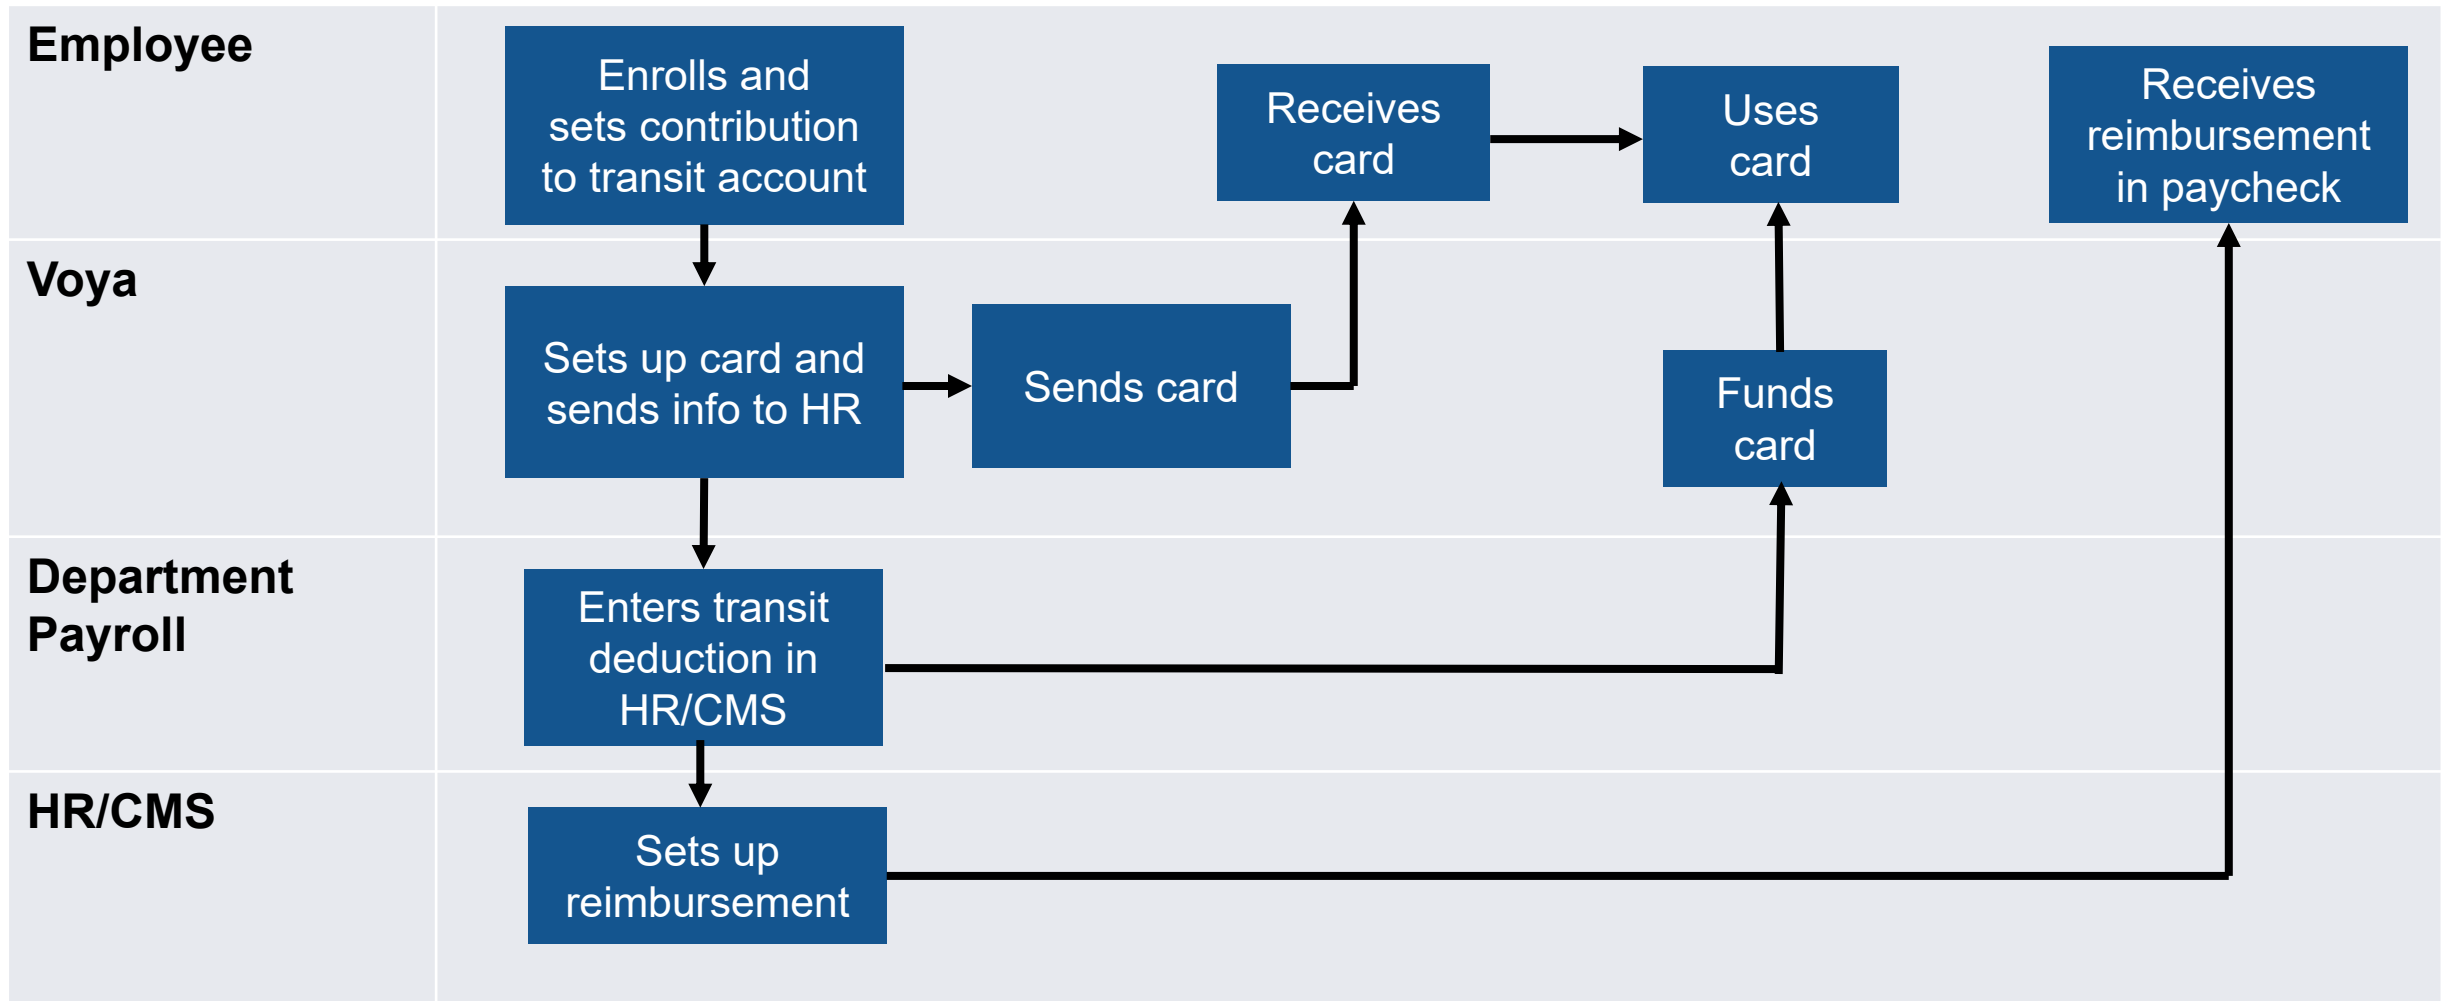 Employee
Enrolls and
sets contribution
to transit account
Receives
card
Uses
card
Receives
reimbursement
in paycheck
Voya
Sets up card and
sends info to HR
Sends card
Funds
card
Department
Payroll
Enters transit
deduction in
HR/CMS
HR/CMS
Sets up
reimbursement